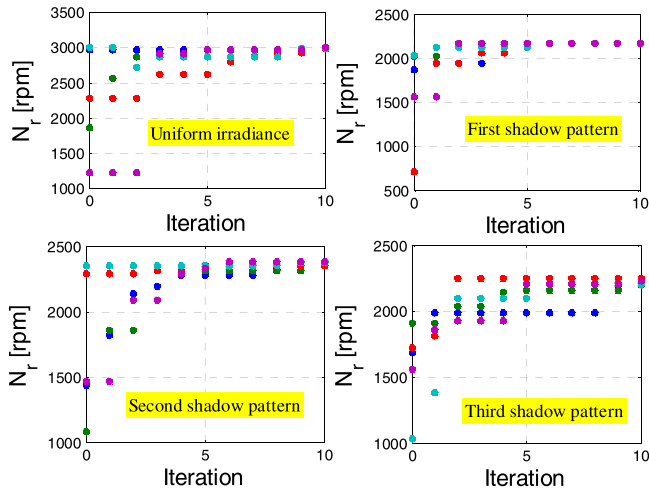 3500
3000
2500
2000
1500
1000
0
5
10
N_r [rpm]
Iteration
Uniform irradiance
2500
2000
1500
1000
500
0
5
10
N_r [rpm]
Iteration
First shadow pattern
2500
2000
1500
1000
0
5
10
N_r [rpm]
Iteration
Second shadow pattern
2500
2000
1500
1000
0
5
10
N_r [rpm]
Iteration
Third shadow pattern